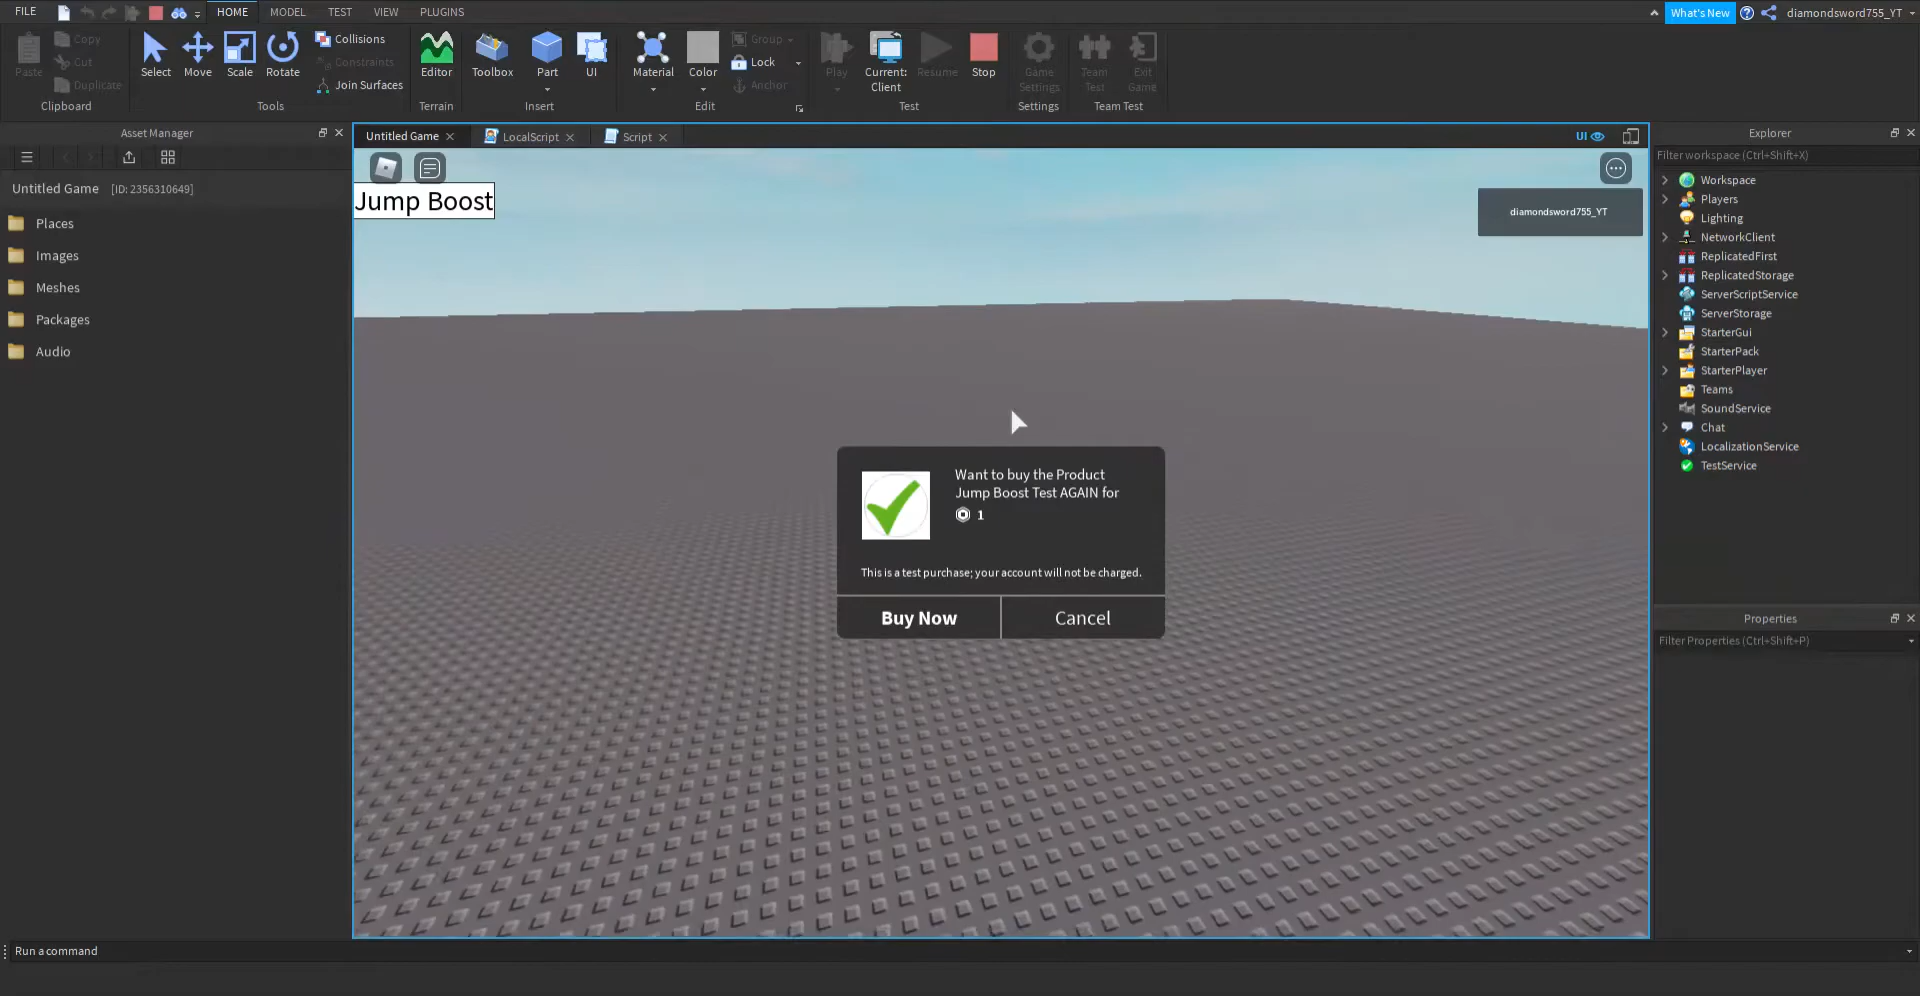 FILE HOME MODEL TEST VIEW PLUGINS What's New diamondsword755_YT
Paste Copy Cut Duplicate Clipboard
Select Move Scale Rotate Collisions Constraints Join Surfaces Tools
Editor Terrain
Toolbox Part UI Insert
Material Color Group Lock Anchor Edit
Play Current: Client Resume Stop Test
Game Settings Settings
Team Test Exit Game Team Test
Asset Manager
Untitled Game [ID: 2356310649]
Places
Images
Meshes
Packages
Audio
Untitled Game LocalScript Script UI
Jump Boost
diamondsword755_YT
Want to buy the Product
Jump Boost Test AGAIN for
1
This is a test purchase; your account will not be charged.
Buy Now Cancel
Explorer
Filter workspace (Ctrl+Shift+X)
Workspace
Players
Lighting
NetworkClient
ReplicatedFirst
ReplicatedStorage
ServerScriptService
ServerStorage
StarterGui
StarterPack
StarterPlayer
Teams
SoundService
Chat
LocalizationService
TestService
Properties
Filter Properties (Ctrl+Shift+P)
Run a command